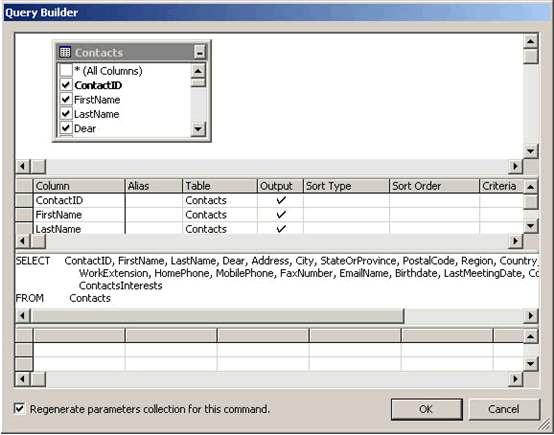 Query Builder
Contacts
* (All Columns)
ContactID
FirstName
LastName
Dear
Column Alias Table Output Sort Type Sort Order Criteria
ContactID Contacts
FirstName Contacts
LastName Contacts
SELECT ContactID, FirstName, LastName, Dear, Address, City, StateOrProvince, PostalCode, Region, Country,
WorkExtension, HomePhone, MobilePhone, FaxNumber, EmailName, Birthdate, LastMeetingDate, Co
ContactsInterests
FROM Contacts
Regenerate parameters collection for this command.
OK Cancel